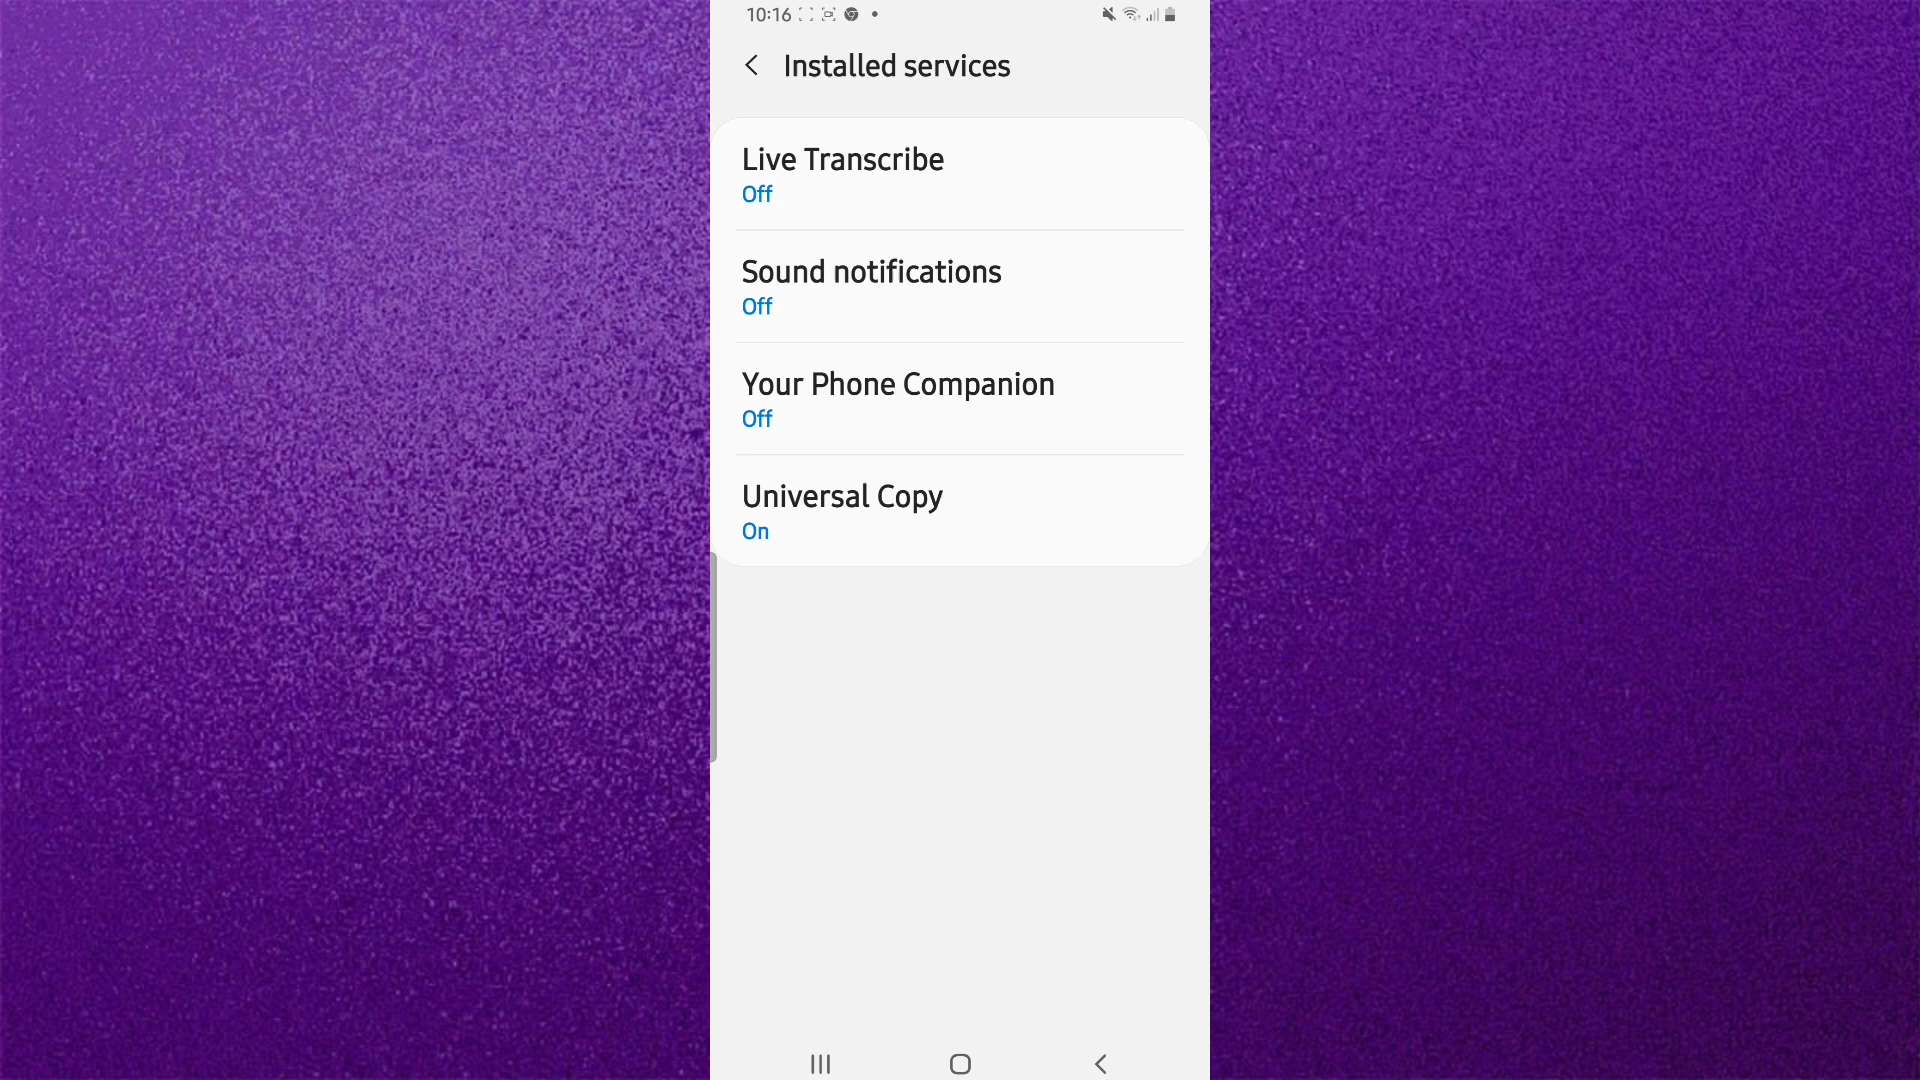 10:16
Installed services
Live Transcribe
Off
Sound notifications
Off
Your Phone Companion
Off
Universal Copy
On